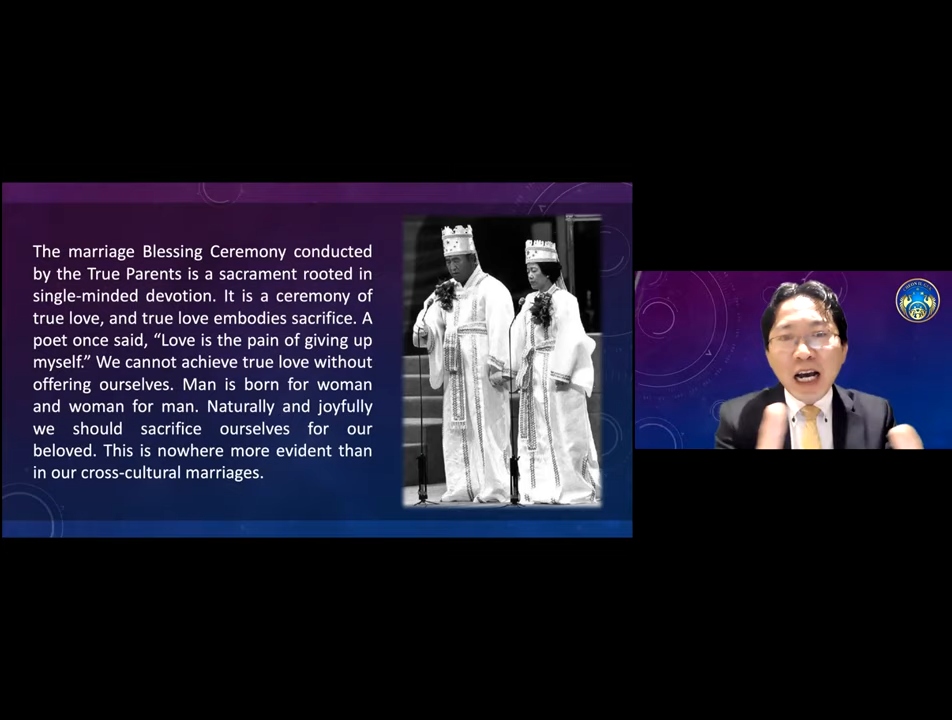 The marriage Blessing Ceremony conducted
by the True Parents is a sacrament rooted in
single-minded devotion. It is a ceremony of
true love, and true love embodies sacrifice. A
poet once said, “Love is the pain of giving up
myself.” We cannot achieve true love without
offering ourselves. Man is born for woman
and woman for man. Naturally and joyfully
we should sacrifice ourselves for our
beloved. This is nowhere more evident than
in our cross-cultural marriages.